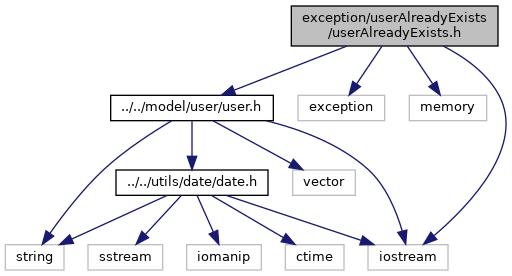 exception/userAlreadyExists
/userAlreadyExists.h
../../model/user/user.h
exception
memory
../../utils/date/date.h
vector
string
sstream
iomanip
ctime
iostream